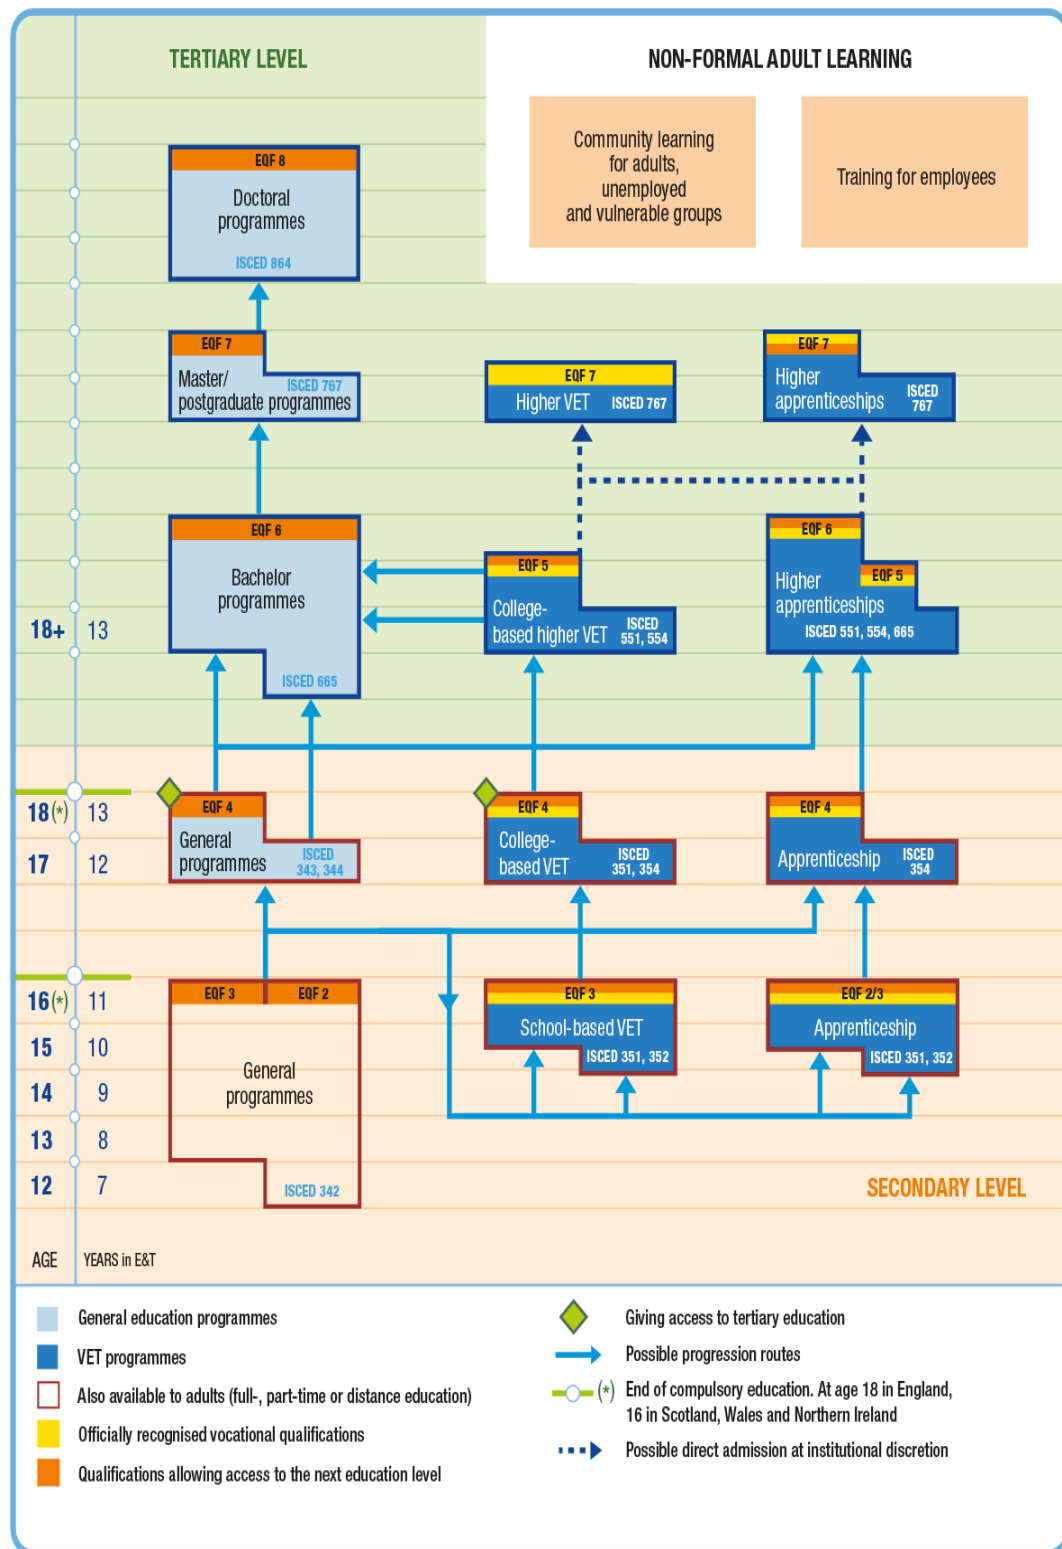 TERTIARY LEVEL
NON-FORMAL ADULT LEARNING
Community learning
for adults,
unemployed
and vulnerable groups
Training for employees
EQF 8
Doctoral
programmes
ISCED 864
EQF 7
Master/
postgraduate programmes
ISCED 767
EQF 7
Higher VET
ISCED 767
EQF 7
Higher
apprenticeships
ISCED
767
EQF 6
Bachelor
programmes
ISCED 665
EQF 5
College-
based higher VET
ISCED
551, 554
EQF 6
EQF 5
Higher
apprenticeships
ISCED 551, 554, 665
18+ 13
18 (*) 13
17 12
EQF 4
General
programmes
ISCED
343, 344
EQF 4
College-
based VET
ISCED
351, 354
EQF 4
Apprenticeship
ISCED
354
16 (*) 11
15 10
14 9
13 8
12 7
EQF 3
EQF 2
General
programmes
ISCED 342
EQF 3
School-based VET
ISCED 351, 352
EQF 2/3
Apprenticeship
ISCED 351, 352
SECONDARY LEVEL
AGE
YEARS in E&T
General education programmes
VET programmes
Also available to adults (full-, part-time or distance education)
Officially recognised vocational qualifications
Qualifications allowing access to the next education level
Giving access to tertiary education
Possible progression routes
(*) End of compulsory education. At age 18 in England,
16 in Scotland, Wales and Northern Ireland
Possible direct admission at institutional discretion